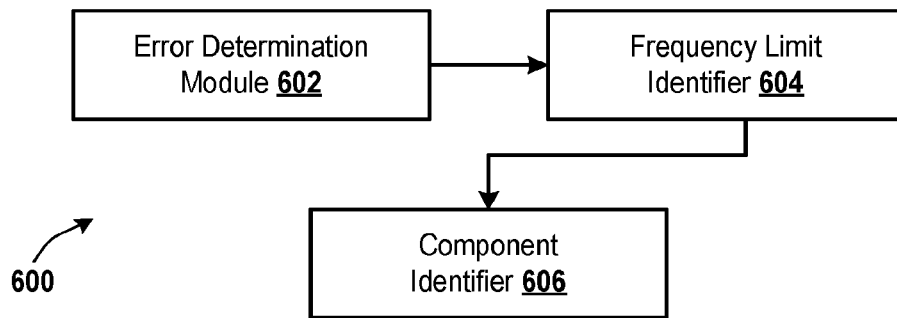 Error Determination
Module 602
Frequency Limit
Identifier 604
Component
Identifier 606
600